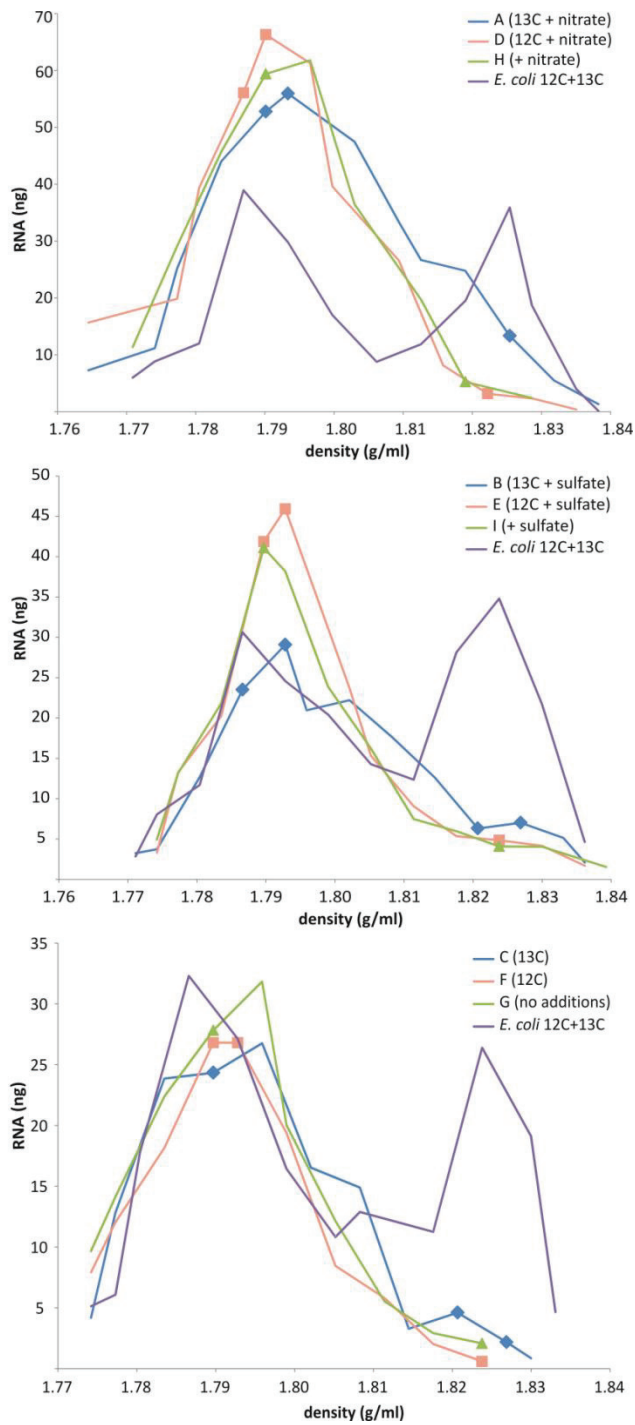 70
60
50
40
30
20
10
RNA (ng)
A (13C + nitrate)
D (12C + nitrate)
H (+ nitrate)
E. coli 12C+13C
1.76 1.77 1.78 1.79 1.80 1.81 1.82 1.83 1.84
density (g/ml)
50
45
40
35
30
25
20
15
10
5
RNA (ng)
B (13C + sulfate)
E (12C + sulfate)
I (+ sulfate)
E. coli 12C+13C
1.76 1.77 1.78 1.79 1.80 1.81 1.82 1.83 1.84
density (g/ml)
35
30
25
20
15
10
5
RNA (ng)
C (13C)
F (12C)
G (no additions)
E. coli 12C+13C
1.77 1.78 1.79 1.80 1.81 1.82 1.83 1.84
density (g/ml)